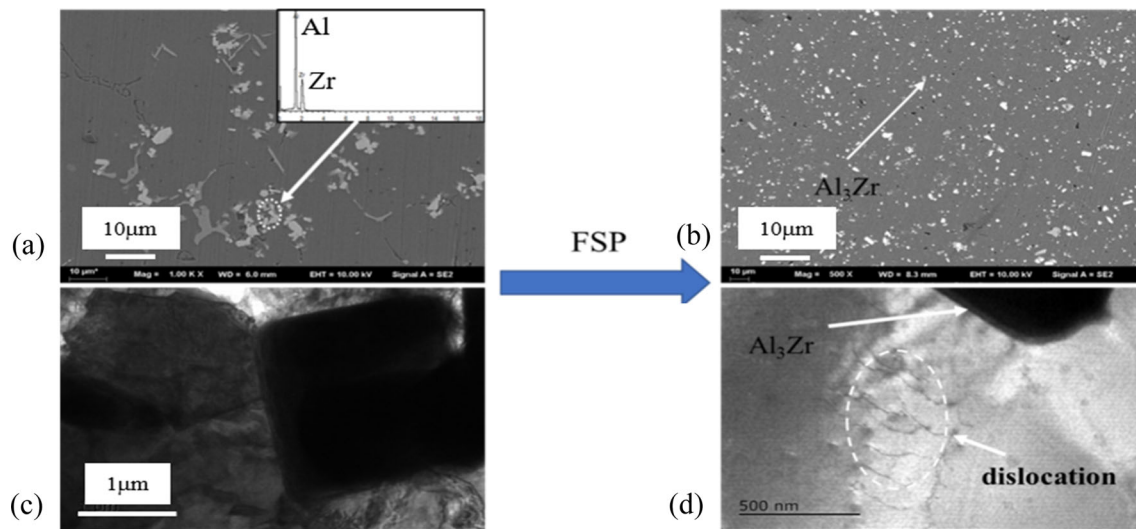 Al
Zr
10μm
(a)
10 μm*
Mag = 1.00 K X WD = 6.0 mm EHT = 10.00 kV Signal A = SE2
FSP
Al₃Zr
10μm
(b)
10 μm
Mag = 500 X WD = 8.3 mm EHT = 10.00 kV Signal A = SE2
1μm
(c)
Al₃Zr
dislocation
500 nm
(d)